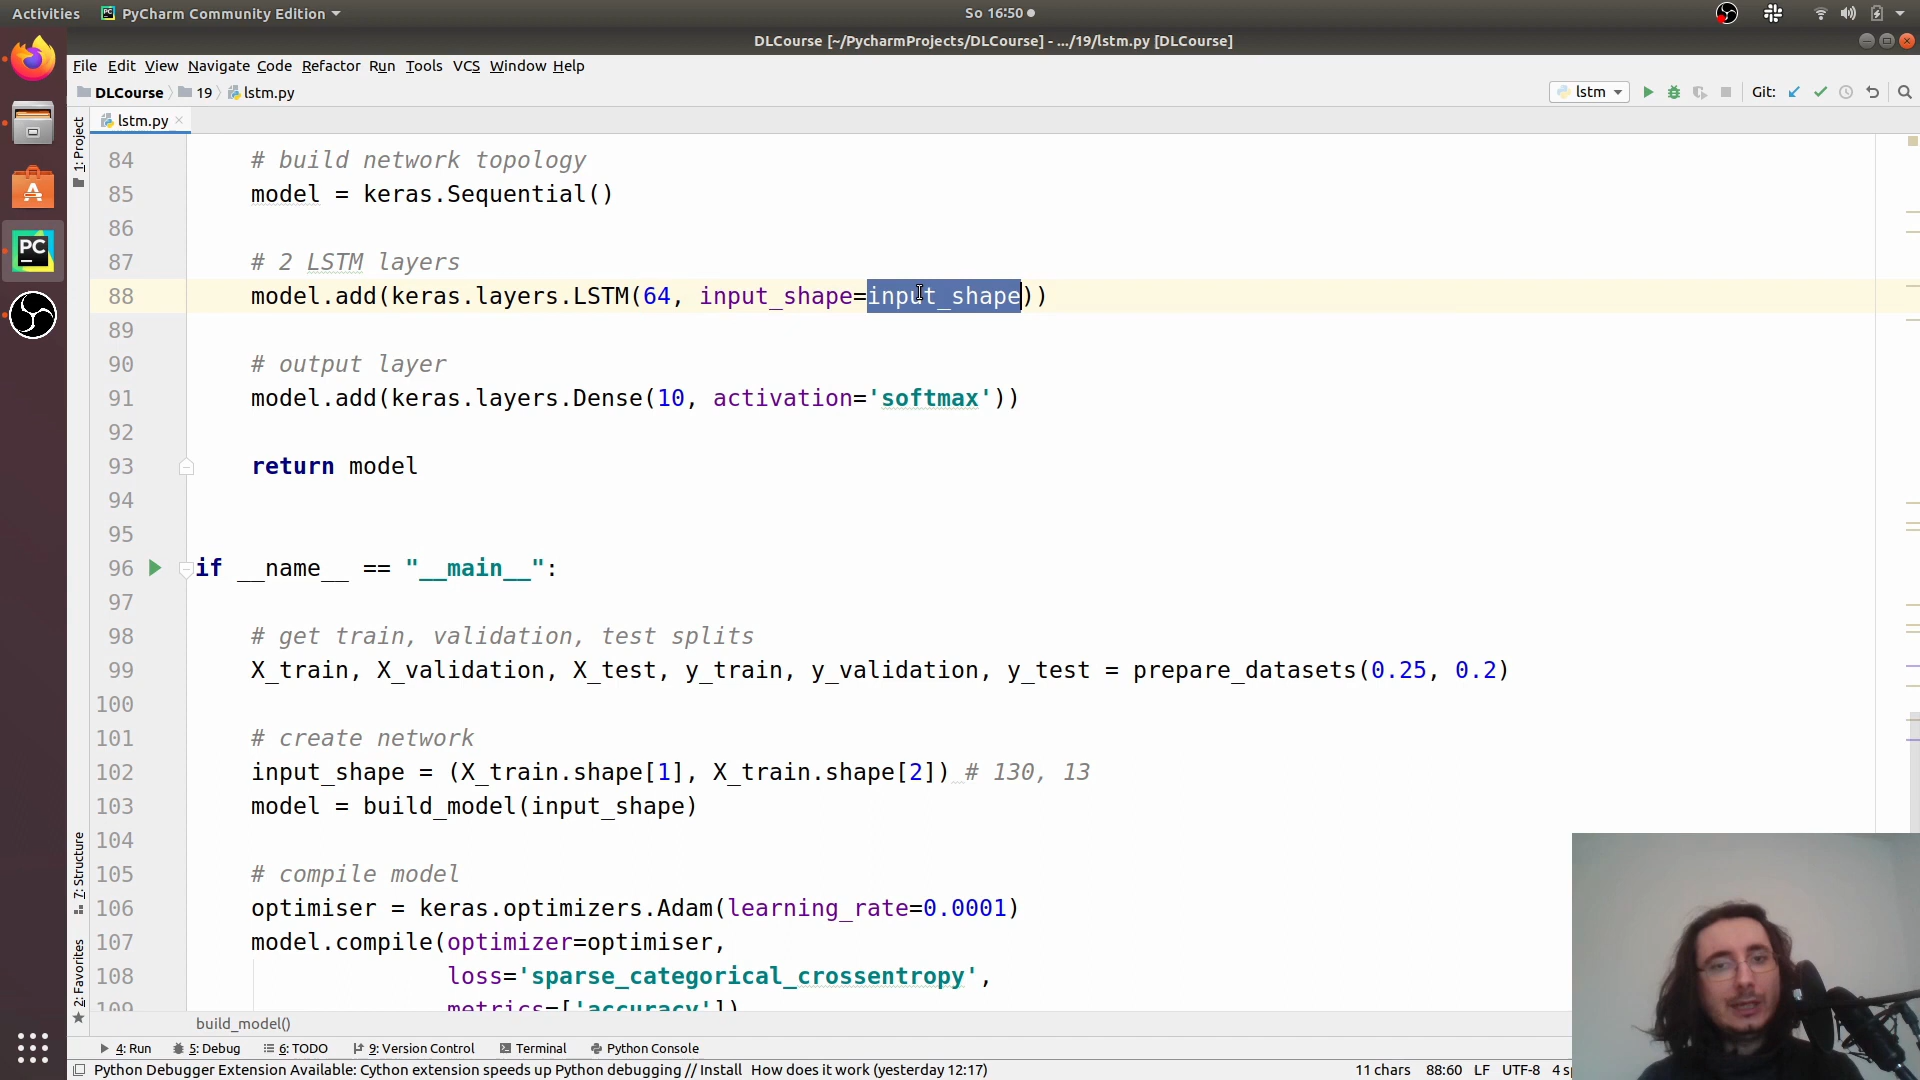 Activities PyCharm Community Edition So 16:50
DLCourse [~/PycharmProjects/DLCourse] - .../19/lstm.py [DLCourse]
File Edit View Navigate Code Refactor Run Tools VCS Window Help
DLCourse 19 lstm.py lstm Git:
1: Project
lstm.py
84 # build network topology
85 model = keras.Sequential()
86
87 # 2 LSTM layers
88 model.add(keras.layers.LSTM(64, input_shape=input_shape))
89
90 # output layer
91 model.add(keras.layers.Dense(10, activation='softmax'))
92
93 return model
94
95
96 if __name__ == "__main__":
97
98 # get train, validation, test splits
99 X_train, X_validation, X_test, y_train, y_validation, y_test = prepare_datasets(0.25, 0.2)
100
101 # create network
102 input_shape = (X_train.shape[1], X_train.shape[2]) # 130, 13
103 model = build_model(input_shape)
104
105 # compile model
106 optimiser = keras.optimizers.Adam(learning_rate=0.0001)
107 model.compile(optimizer=optimiser,
108 loss='sparse_categorical_crossentropy',
109 metrics=['accuracy'])
7: Structure
2: Favorites
PC
build_model()
4: Run 5: Debug 6: TODO 9: Version Control Terminal Python Console
Python Debugger Extension Available: Cython extension speeds up Python debugging // Install How does it work (yesterday 12:17) 11 chars 88:60 LF UTF-8